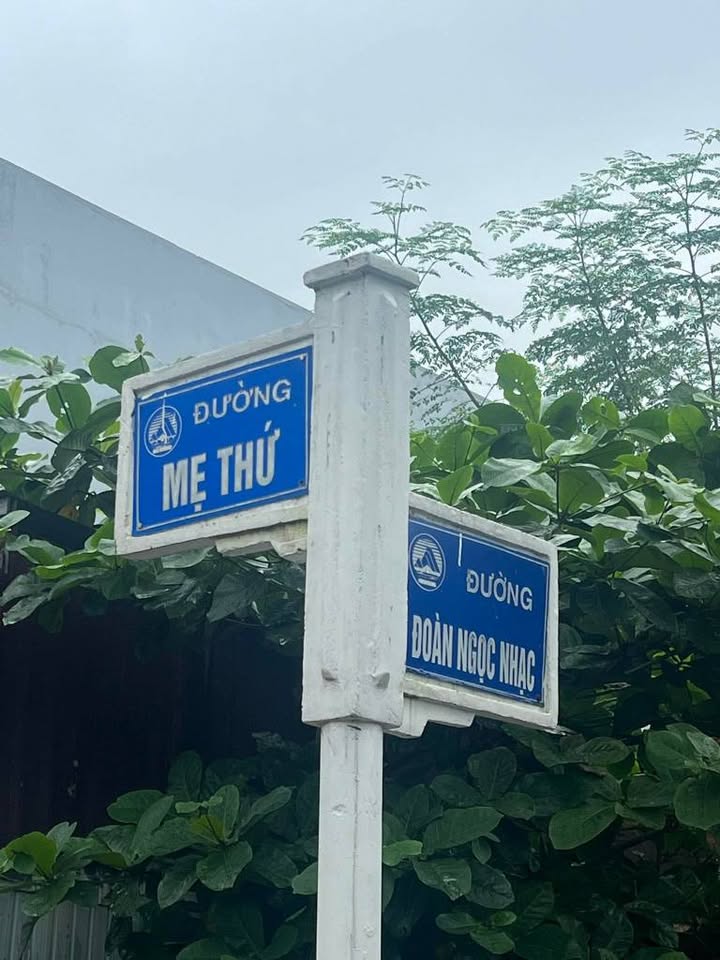 ĐƯỜNG
MẸ THỨ
ĐƯỜNG
ĐOÀN NGỌC NHẠC